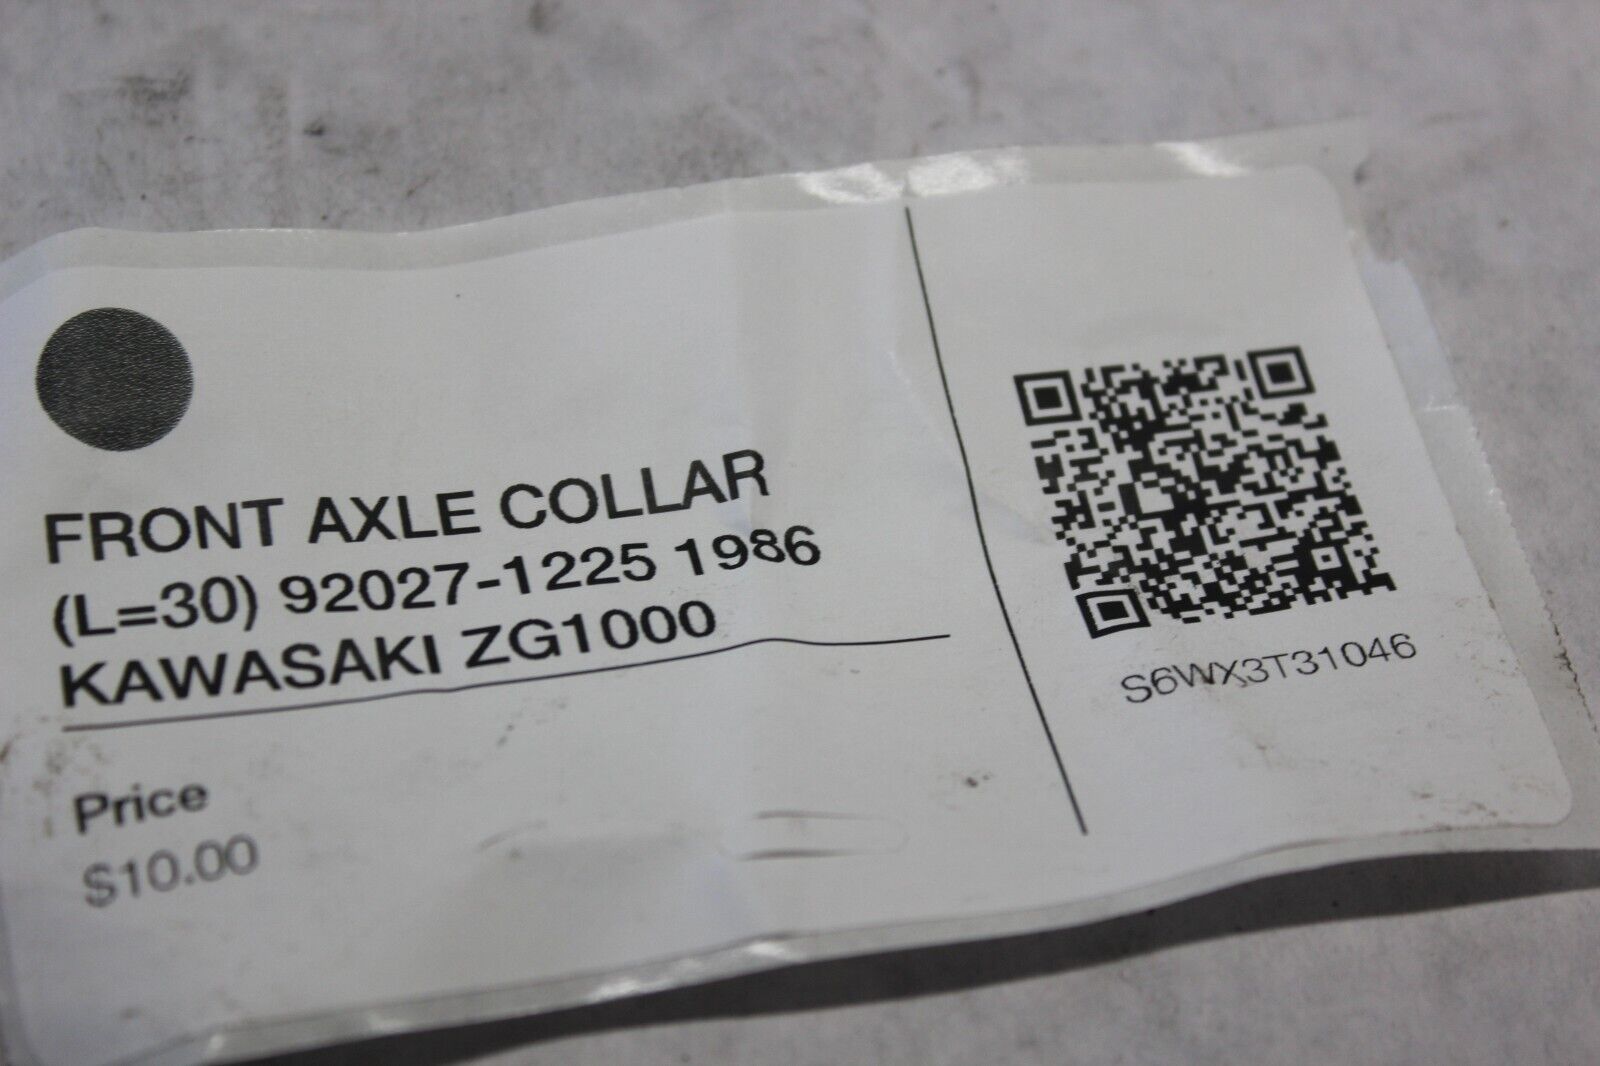 FRONT AXLE COLLAR
(L=30) 92027-1225 1986
KAWASAKI ZG1000
Price
$10.00
S6WX3T31046